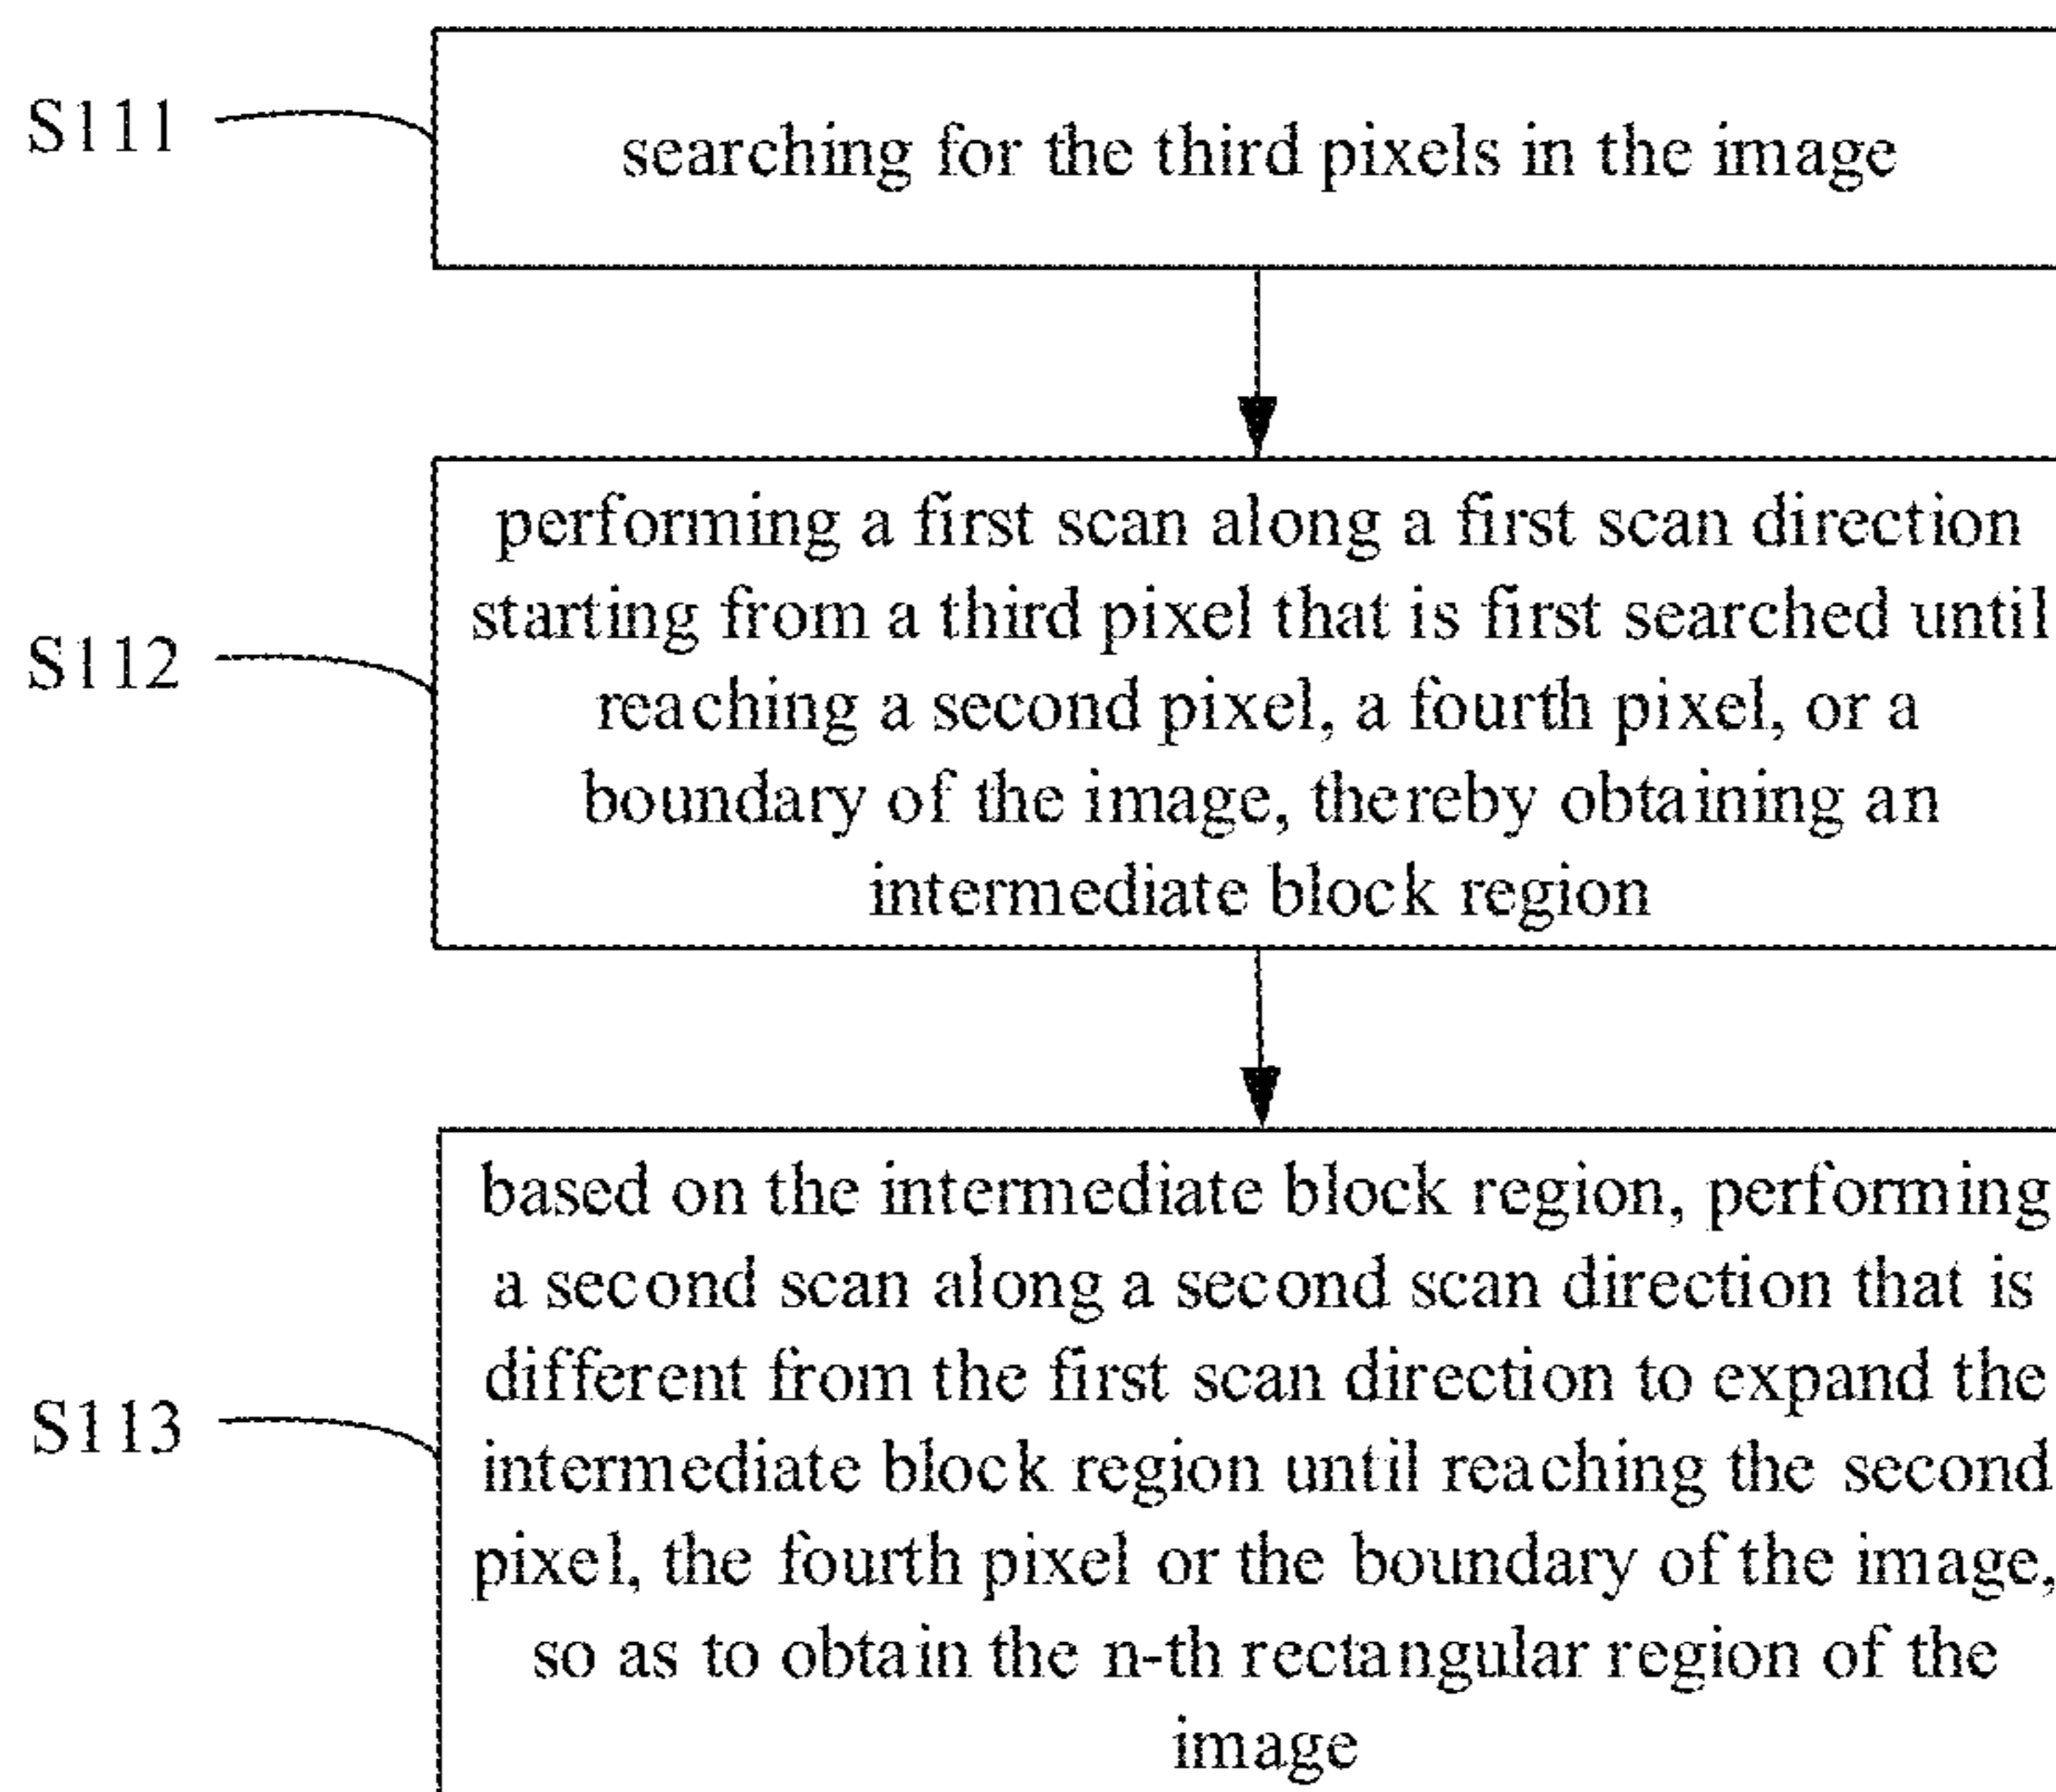 S111
searching for the third pixels in the image
S112
performing a first scan along a first scan direction
starting from a third pixel that is first searched until
reaching a second pixel, a fourth pixel, or a
boundary of the image, thereby obtaining an
intermediate block region
S113
based on the intermediate block region, performing
a second scan along a second scan direction that is
different from the first scan direction to expand the
intermediate block region until reaching the second
pixel, the fourth pixel or the boundary of the image,
so as to obtain the n-th rectangular region of the
image